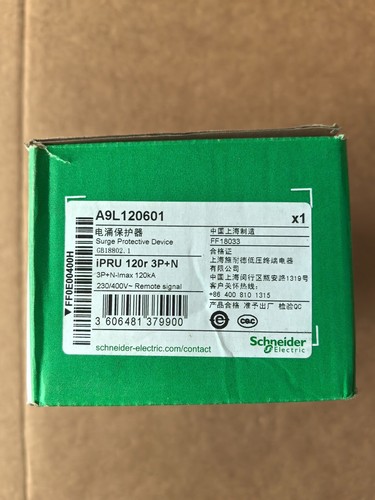 A9L120601
x1
电涌保护器
Surge Protective Device
GB18802.1
iPRU 120r 3P+N
3P+N-Imax 120kA
230/400V~ Remote signal
中国上海制造
FF18033
合格证
上海施耐德低压终端电器
有限公司
中国上海闵行区瓶安路1319号
客户关怀热线:
+86 400 810 1315
产品合格 准予出厂 检验QC
▼FF0E00400H
3 606481 379900
schneider-electric.com/contact
Schneider
Electric